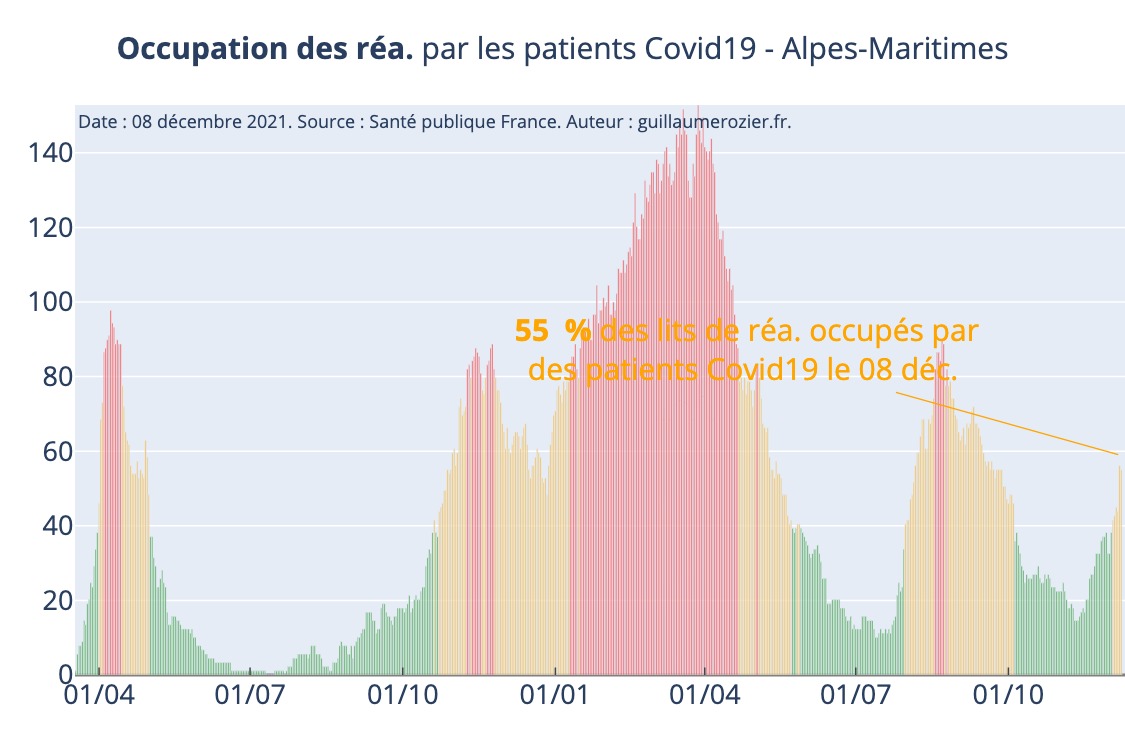 Occupation des réa. par les patients Covid19 - Alpes-Maritimes
Date : 08 décembre 2021. Source : Santé publique France. Auteur : guillaumerozier.fr.
140
120
100
80
60
40
20
0
55 % des lits de réa. occupés par
des patients Covid19 le 08 déc.
01/04 01/07 01/10 01/01 01/04 01/07 01/10